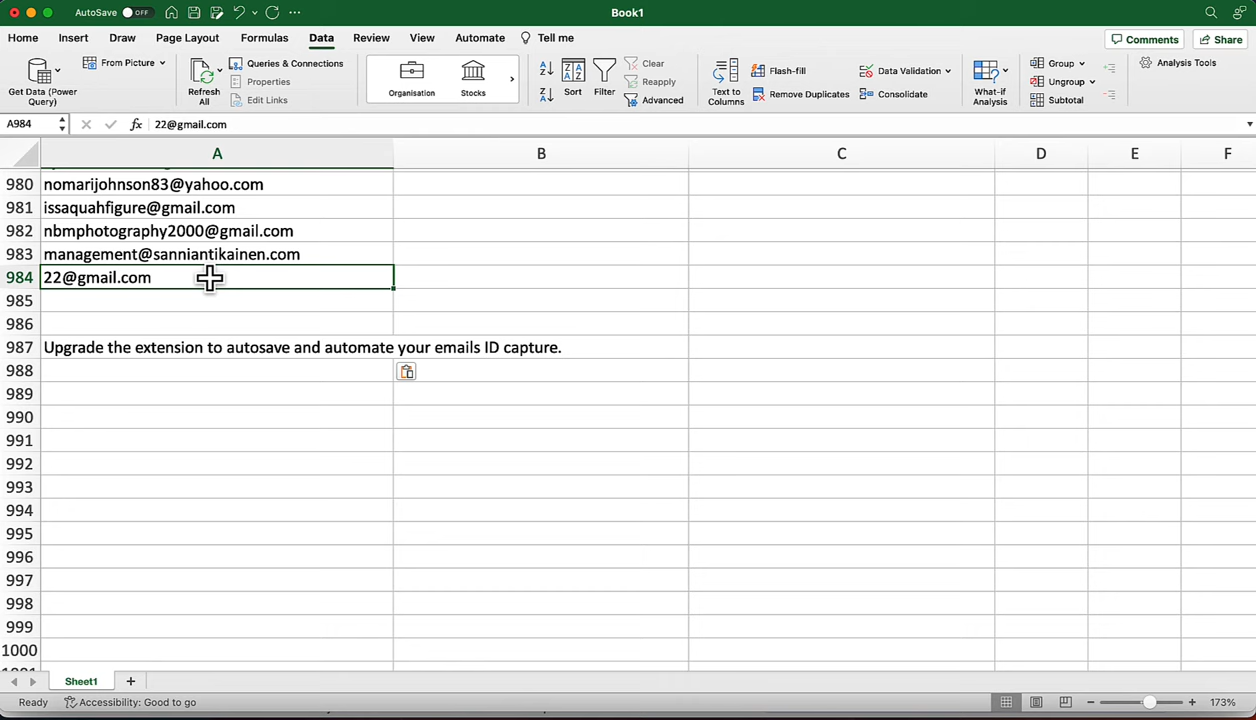 AutoSave OFF
Book1
Home Insert Draw Page Layout Formulas Data Review View Automate Tell me
Comments Share
Get Data (Power Query)
From Picture
Refresh All
Queries & Connections
Properties
Edit Links
Organisation
Stocks
Sort
Filter
Clear
Reapply
Advanced
Text to Columns
Flash-fill
Remove Duplicates
Data Validation
Consolidate
What-if Analysis
Group
Ungroup
Subtotal
Analysis Tools
A984 fx 22@gmail.com
A B C D E F
980 nomarijohnson83@yahoo.com
981 issaquahfigure@gmail.com
982 nbmphotography2000@gmail.com
983 management@sanniantikainen.com
984 22@gmail.com
985
986
987 Upgrade the extension to autosave and automate your emails ID capture.
988
989
990
991
992
993
994
995
996
997
998
999
1000
Sheet1
Ready Accessibility: Good to go 173%